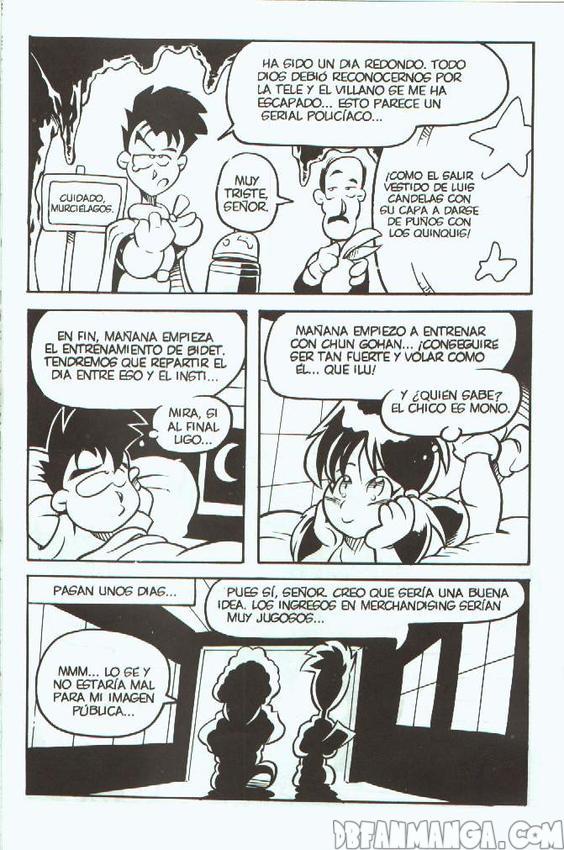 HA SIDO UN DIA REDONDO. TODO
DIOS DEBIÓ RECONOCERNOS POR
LA TELE Y EL VILLANO SE ME HA
ESCAPADO... ESTO PARECE UN
SERIAL POLICÍACO...
CUIDADO,
MURCIÉLAGOS.
MUY
TRISTE,
SEÑOR.
¡COMO EL SALIR
VESTIDO DE LUIS
CANDELAS CON
SU CAPA A DARSE
DE PUÑOS CON
LOS QUINQUIS!
EN FIN, MAÑANA EMPIEZA
EL ENTRENAMIENTO DE BIDET.
TENDREMOS QUE REPARTIR EL
DIA ENTRE ESO Y EL INSTI...
MIRA, SI
AL FINAL
LIGO...
MAÑANA EMPIEZO A ENTRENAR
CON CHUN GOHAN... ¡CONSEGUIRE
SER TAN FUERTE Y VOLAR COMO
ÉL... QUE ILU!
Y ¿QUIÉN SABE?
EL CHICO ES MONO.
PASAN UNOS DIAS...
PUES SÍ, SEÑOR. CREO QUE SERÍA UNA BUENA
IDEA. LOS INGRESOS EN MERCHANDISING SERÍAN
MUY JUGOSOS...
MMM... LO SE Y
NO ESTARÍA MAL
PARA MI IMAGEN
PÚBLICA...
DBFANMANGA.COM